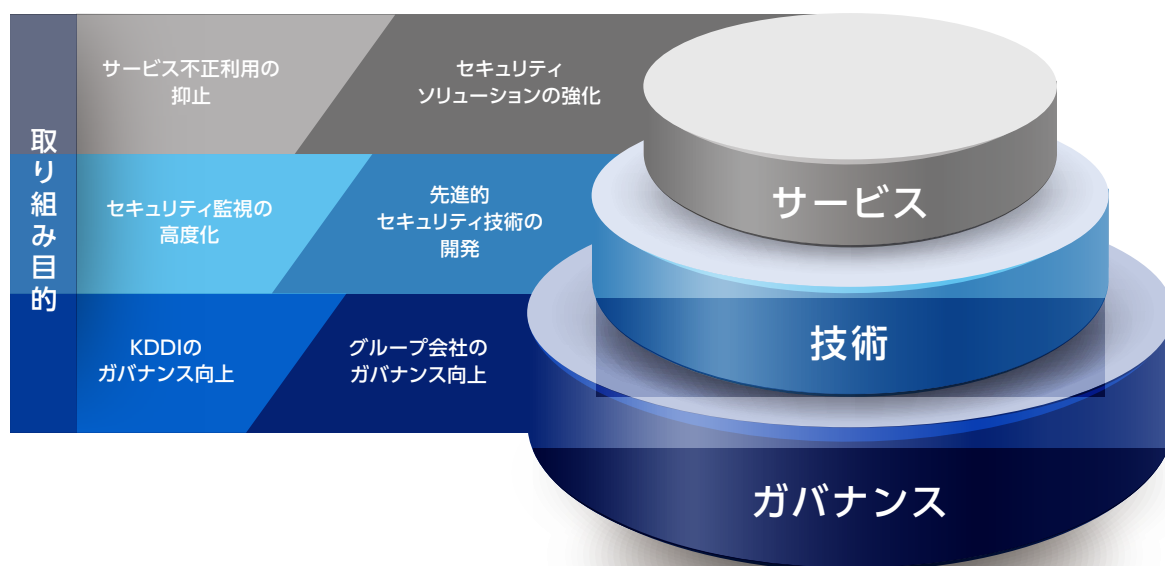 取り組み目的
サービス不正利用の
抑止
セキュリティ
ソリューションの強化
サービス
セキュリティ監視の
高度化
先進的
セキュリティ技術の
開発
技術
KDDIの
ガバナンス向上
グループ会社の
ガバナンス向上
ガバナンス